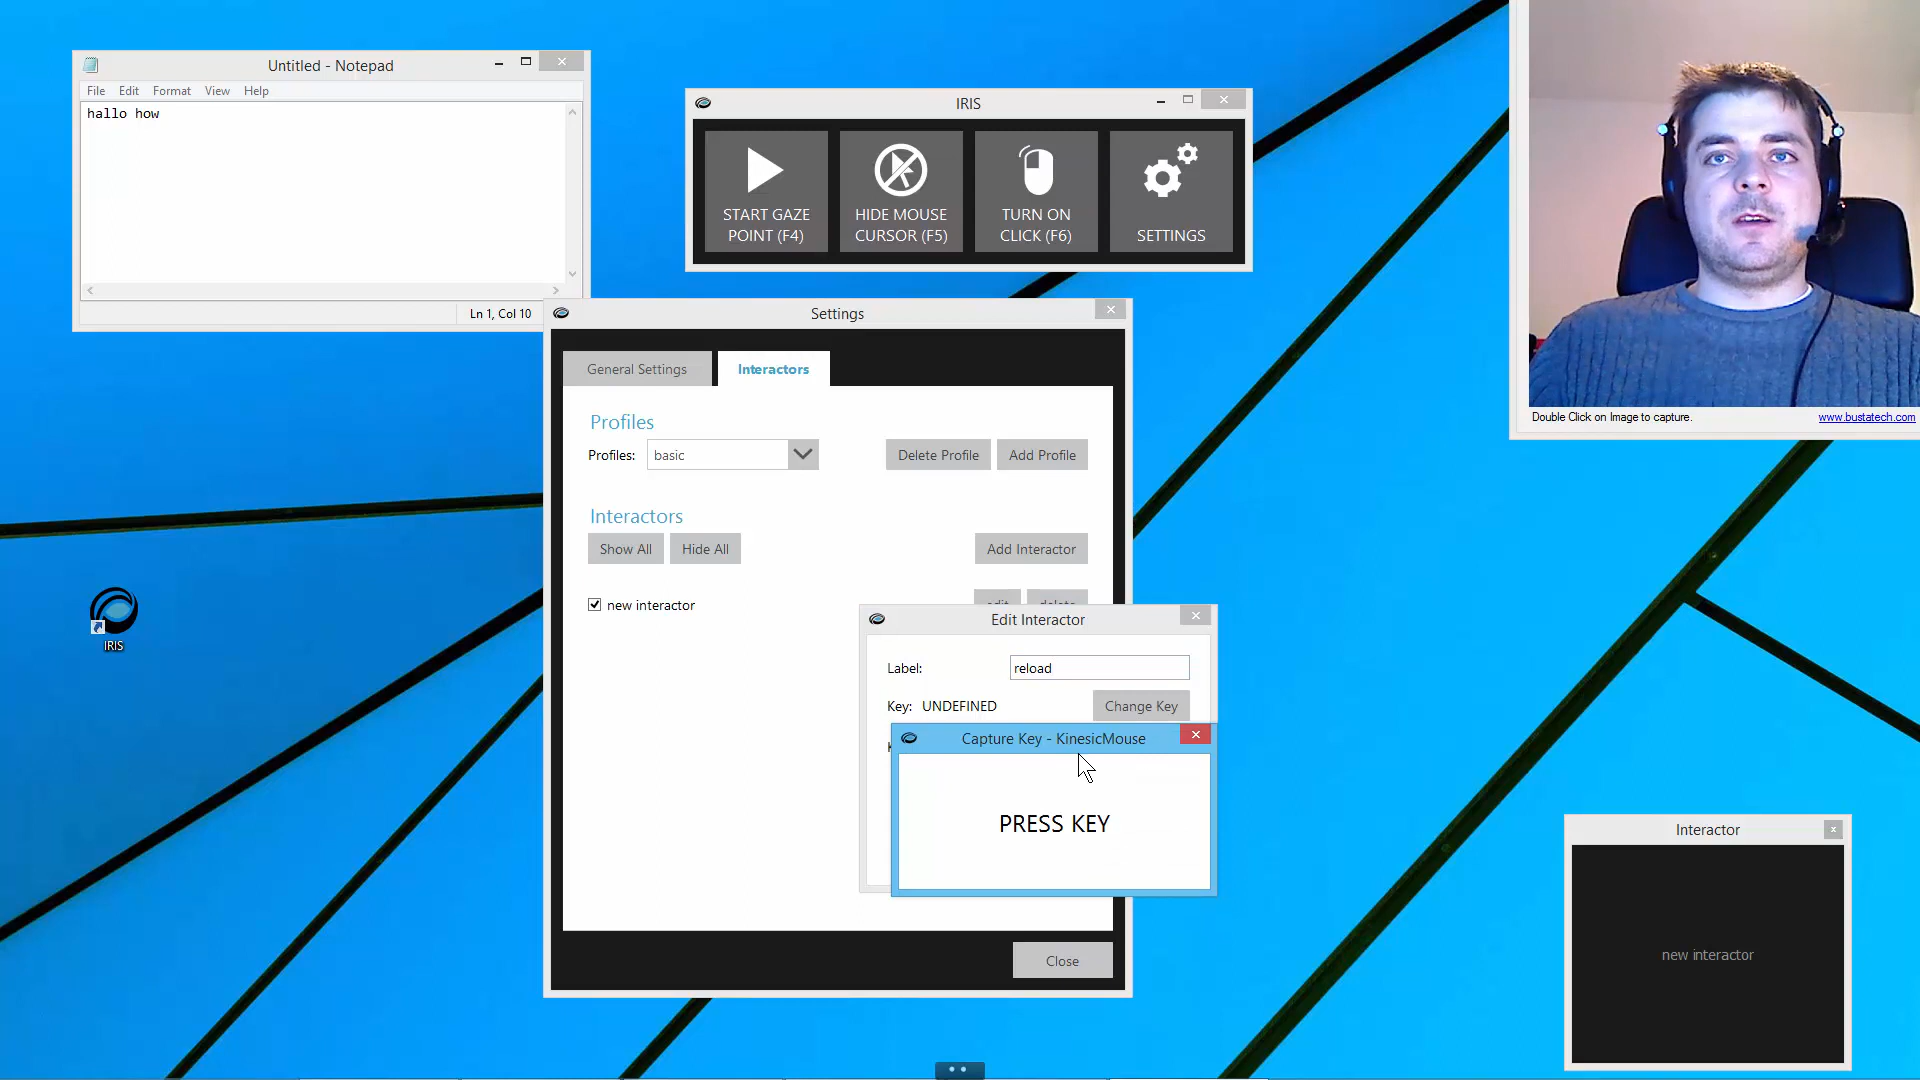 Untitled - Notepad
File Edit Format View Help
hallo how
Ln 1, Col 10
IRIS
START GAZE
POINT (F4)
HIDE MOUSE
CURSOR (F5)
TURN ON
CLICK (F6)
SETTINGS
Double Click on Image to capture.
www.bustatech.com
Settings
General Settings
Interactors
Profiles
Profiles:
basic
Delete Profile
Add Profile
Interactors
Show All
Hide All
Add Interactor
new interactor
edit
delete
IRIS
Edit Interactor
Label:
reload
Key: UNDEFINED
Change Key
Capture Key - KinesicMouse
PRESS KEY
Close
Interactor
new interactor